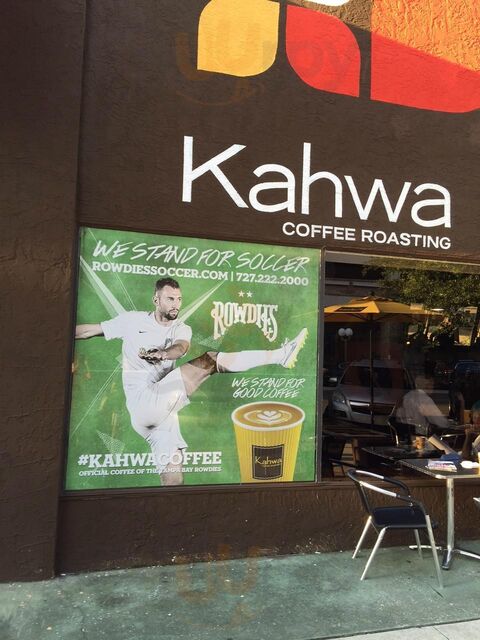 Kahwa
COFFEE ROASTING
WE STAND FOR SOCCER
ROWDIESSOCCER.COM | 727.222.2000
ROWDIES
WE STAND FOR
GOOD COFFEE
Kahwa
#KAHWACOFFEE
OFFICIAL COFFEE OF THE TAMPA BAY ROWDIES